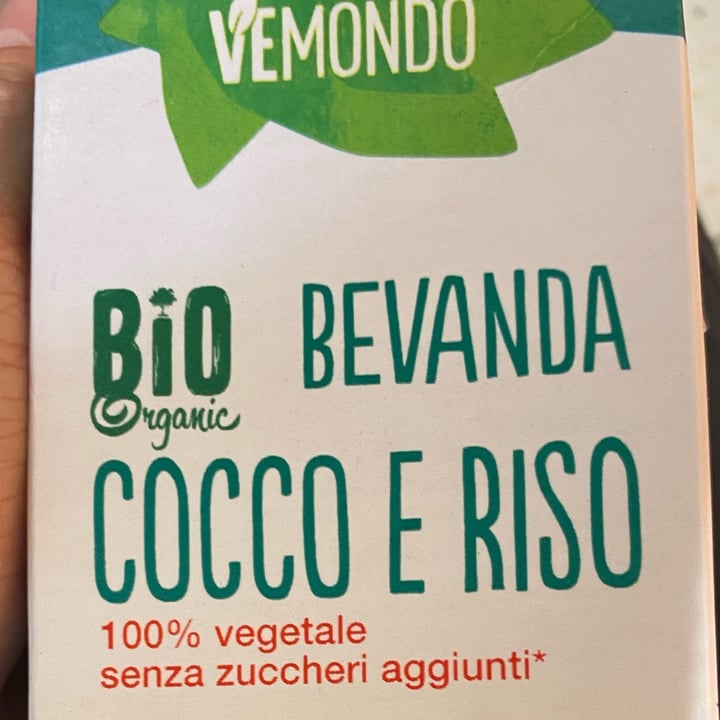 VEMONDO
BiO BEVANDA
Organic
COCCO E RISO
100% vegetale
senza zuccheri aggiunti*